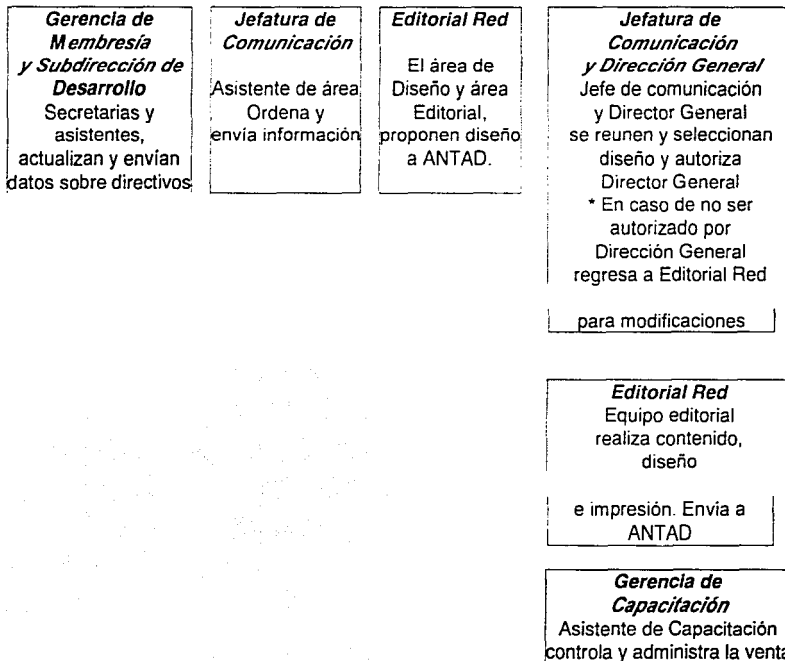 Gerencia de
Membresía
y Subdirección de
Desarrollo
Secretarias y
asistentes,
actualizan y envían
datos sobre directivos
Jefatura de
Comunicación
Asistente de área
Ordena y
envía información
Editorial Red
El área de
Diseño y área
Editorial,
proponen diseño
a ANTAD.
Jefatura de
Comunicación
y Dirección General
Jefe de comunicación
y Director General
se reunen y seleccionan
diseño y autoriza
Director General
* En caso de no ser
autorizado por
Dirección General
regresa a Editorial Red
para modificaciones
Editorial Red
Equipo editorial
realiza contenido,
diseño
e impresión. Envía a
ANTAD
Gerencia de
Capacitación
Asistente de Capacitación
controla y administra la venta